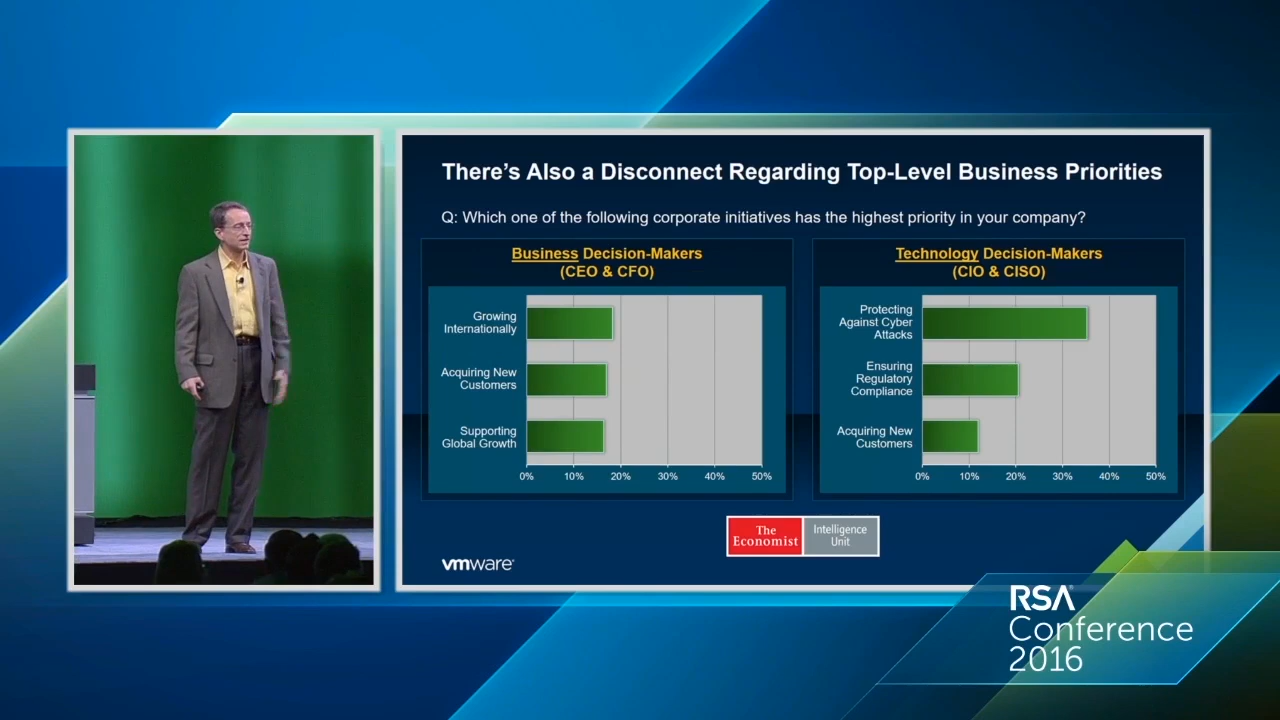 There's Also a Disconnect Regarding Top-Level Business Priorities
Q: Which one of the following corporate initiatives has the highest priority in your company?
Business Decision-Makers
(CEO & CFO)
Growing
Internationally
Acquiring New
Customers
Supporting
Global Growth
0% 10% 20% 30% 40% 50%
Technology Decision-Makers
(CIO & CISO)
Protecting
Against Cyber
Attacks
Ensuring
Regulatory
Compliance
Acquiring New
Customers
0% 10% 20% 30% 40% 50%
The
Economist
Intelligence
Unit
vmware®
RSA®
Conference
2016